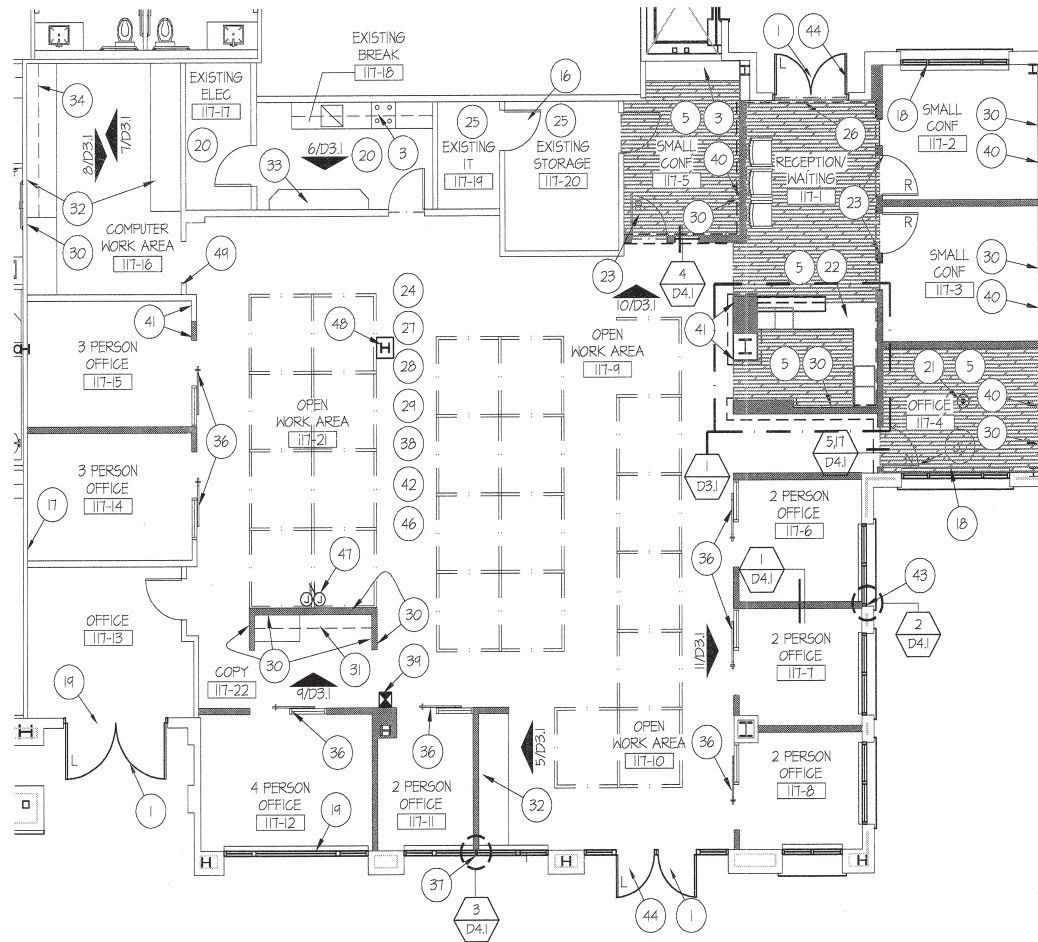 1
44
EXISTING
BREAK
117-18
34
EXISTING
ELEC
117-17
20
8/D3.1
7/D3.1
16
25
EXISTING
IT
117-19
25
EXISTING
STORAGE
117-20
5
3
SMALL
CONF
117-5
40
30
26
18
SMALL
CONF
117-2
30
40
RECEPTION/
WAITING
117-1
R
6/D3.1
20
3
33
32
30
COMPUTER
WORK AREA
117-16
49
23
R
23
4
D4.1
SMALL
CONF
117-3
30
40
5
22
24
10/D3.1
41
3 PERSON
OFFICE
117-15
48
H
27
28
OPEN
WORK AREA
117-9
41
H
5
30
21
5
OFFICE
117-4
40
30
OPEN
WORK AREA
117-21
29
36
38
42
46
5,17
D4.1
1
D3.1
18
3 PERSON
OFFICE
117-14
17
2 PERSON
OFFICE
117-6
36
1
D4.1
43
2
D4.1
47
J
J
OFFICE
117-13
30
30
31
COPY
117-22
9/D3.1
39
11/D3.1
2 PERSON
OFFICE
117-7
19
L
1
36
36
5/D3.1
OPEN
WORK AREA
117-10
36
H
H
H
2 PERSON
OFFICE
117-8
4 PERSON
OFFICE
117-12
19
2 PERSON
OFFICE
117-11
32
H
H
H
37
L
44
1
3
D4.1